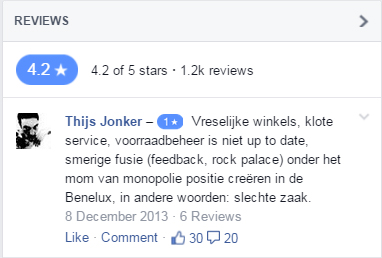 REVIEWS
4.2 ★ 4.2 of 5 stars · 1.2k reviews
Thijs Jonker – 1★ Vreselijke winkels, klote
service, voorraadbeheer is niet up to date,
smerige fusie (feedback, rock palace) onder het
mom van monopolie positie creëren in de
Benelux, in andere woorden: slechte zaak.
8 December 2013 · 6 Reviews
Like · Comment · 30 20